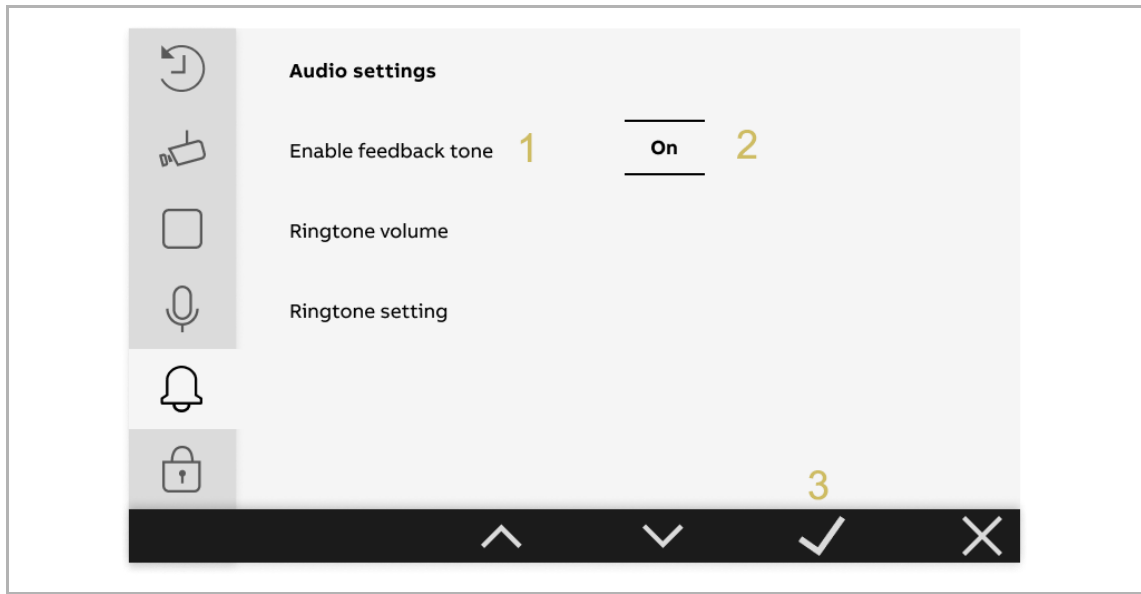 Audio settings
Enable feedback tone 1 On 2
Ringtone volume
Ringtone setting
3